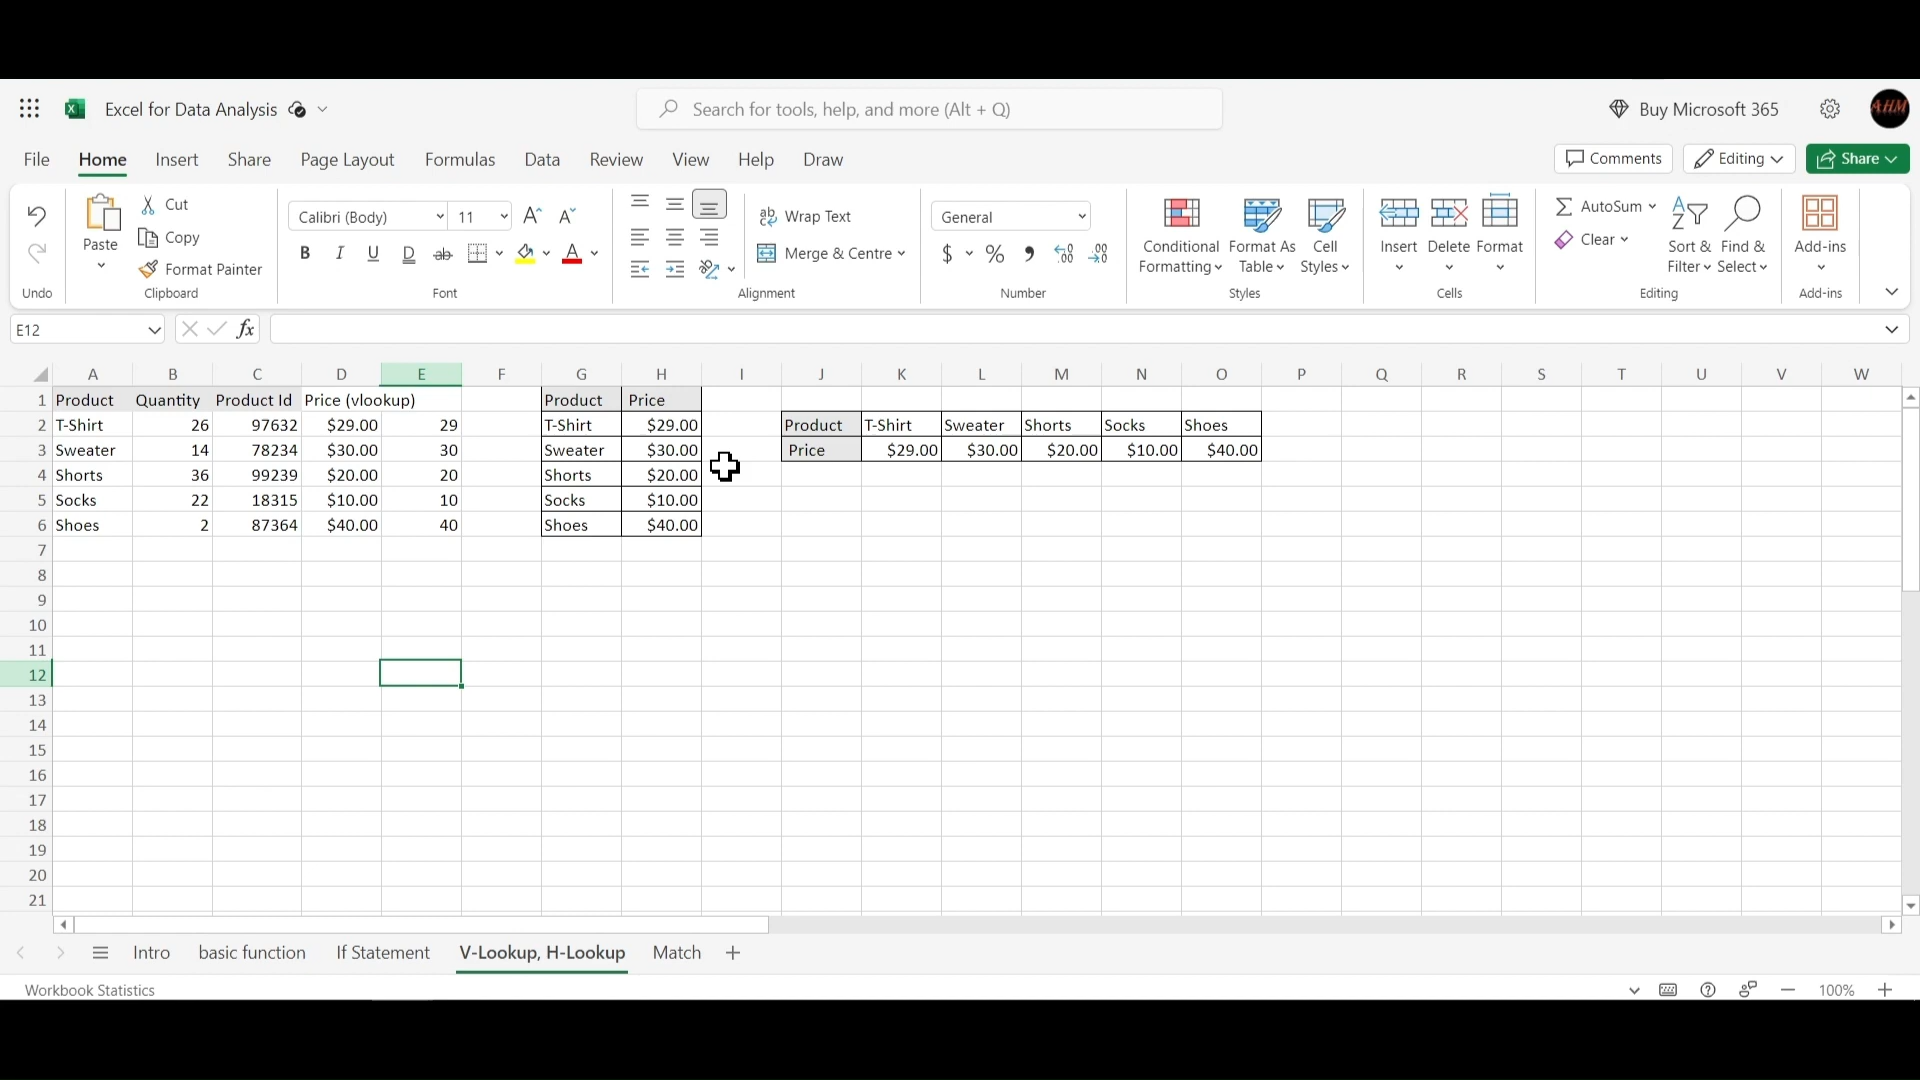 Excel for Data Analysis
Search for tools, help, and more (Alt + Q)
Buy Microsoft 365
AHM
File Home Insert Share Page Layout Formulas Data Review View Help Draw
Comments Editing Share
Paste
Cut
Copy
Format Painter
Calibri (Body) 11
B I U D ab
A
Wrap Text
Merge & Centre
General
$ % 9
Conditional Formatting
Format As Table
Cell Styles
Insert Delete Format
AutoSum
Clear
Sort & Filter
Find & Select
Add-ins
Undo Clipboard Font Alignment Number Styles Cells Editing Add-ins
E12 fx
A B C D E F G H I J K L M N O P Q R S T U V W
1 Product Quantity Product Id Price (vlookup) Product Price
2 T-Shirt 26 97632 $29.00 29 T-Shirt $29.00 Product T-Shirt Sweater Shorts Socks Shoes
3 Sweater 14 78234 $30.00 30 Sweater $30.00 Price $29.00 $30.00 $20.00 $10.00 $40.00
4 Shorts 36 99239 $20.00 20 Shorts $20.00
5 Socks 22 18315 $10.00 10 Socks $10.00
6 Shoes 2 87364 $40.00 40 Shoes $40.00
7
8
9
10
11
12
13
14
15
16
17
18
19
20
21
Intro basic function If Statement V-Lookup, H-Lookup Match
Workbook Statistics
100%